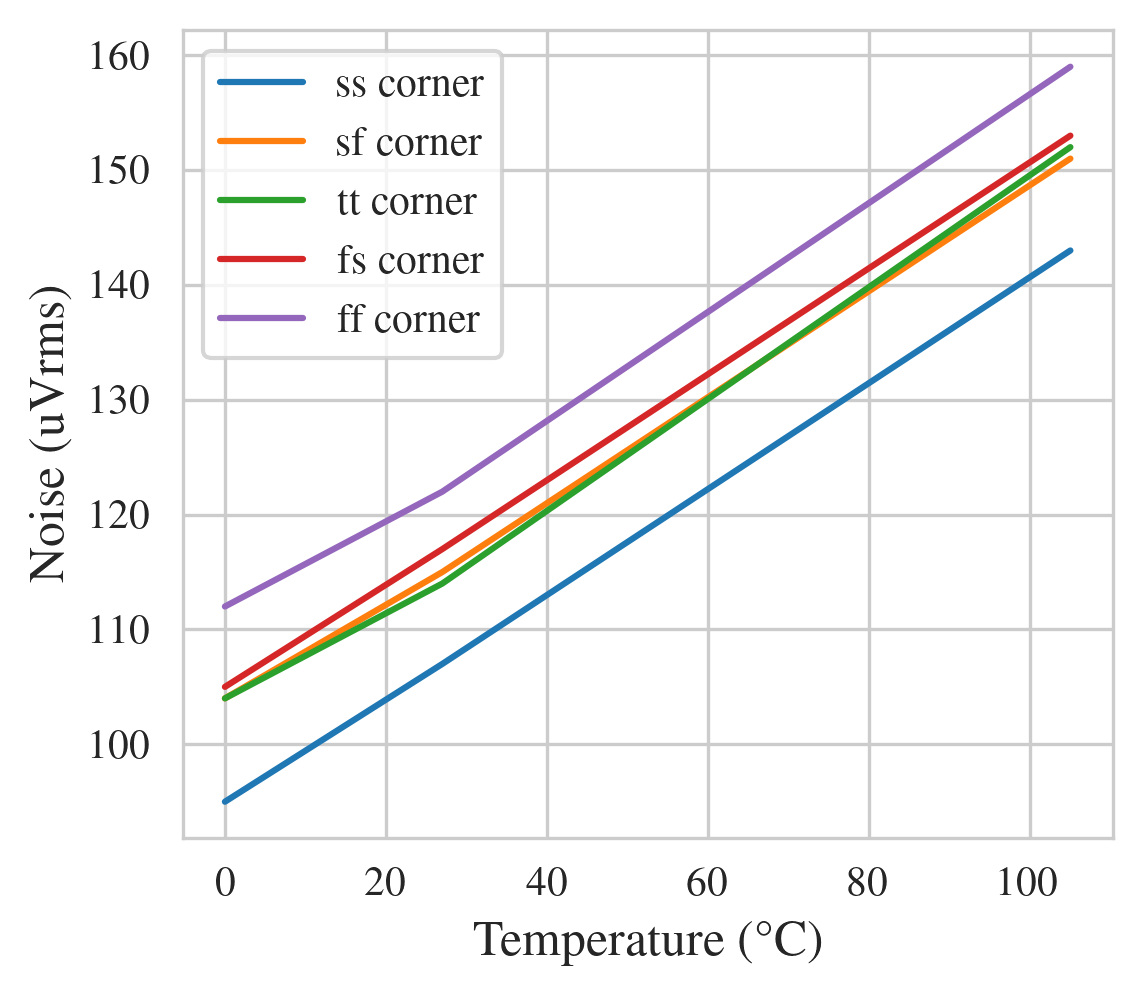 160
150
140
130
120
110
100
Noise (uVrms)
ss corner
sf corner
tt corner
fs corner
ff corner
0 20 40 60 80 100
Temperature (°C)